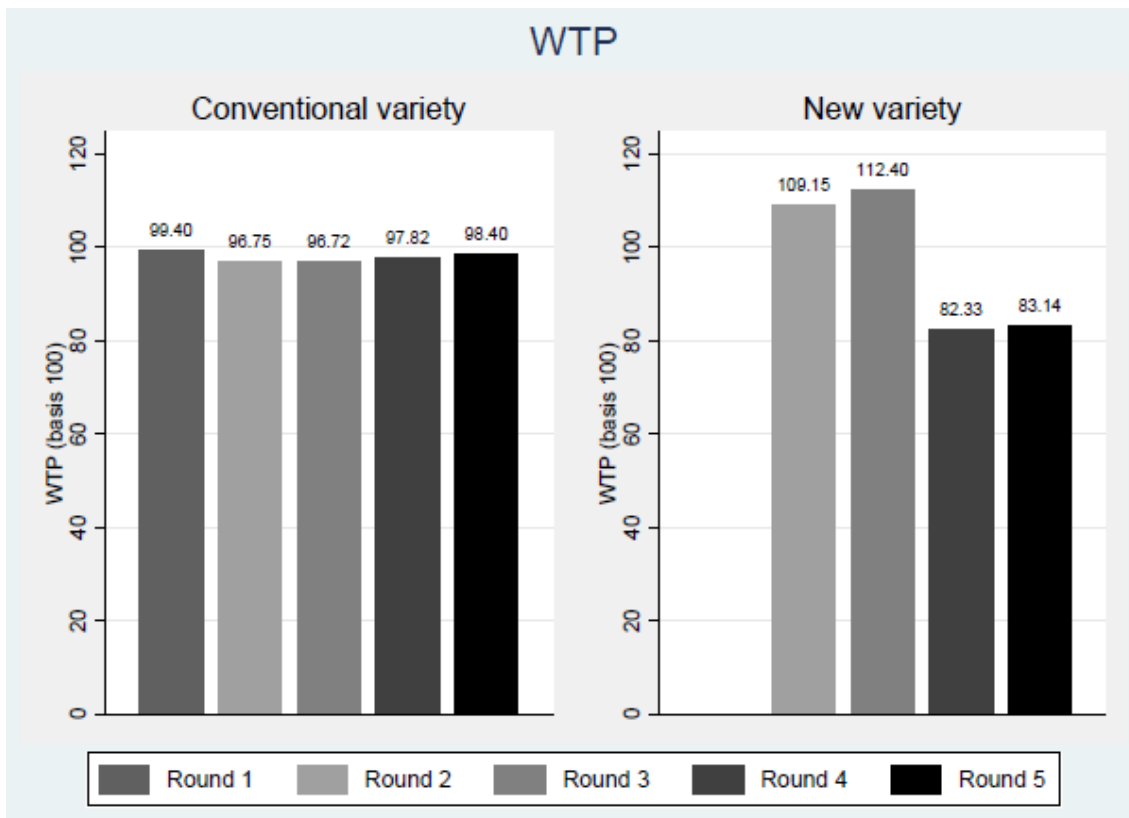 WTP
Conventional variety
New variety
WTP (basis 100)
120
100
80
60
40
20
0
99.40
96.75
96.72
97.82
98.40
WTP (basis 100)
120
100
80
60
40
20
0
109.15
112.40
82.33
83.14
Round 1
Round 2
Round 3
Round 4
Round 5